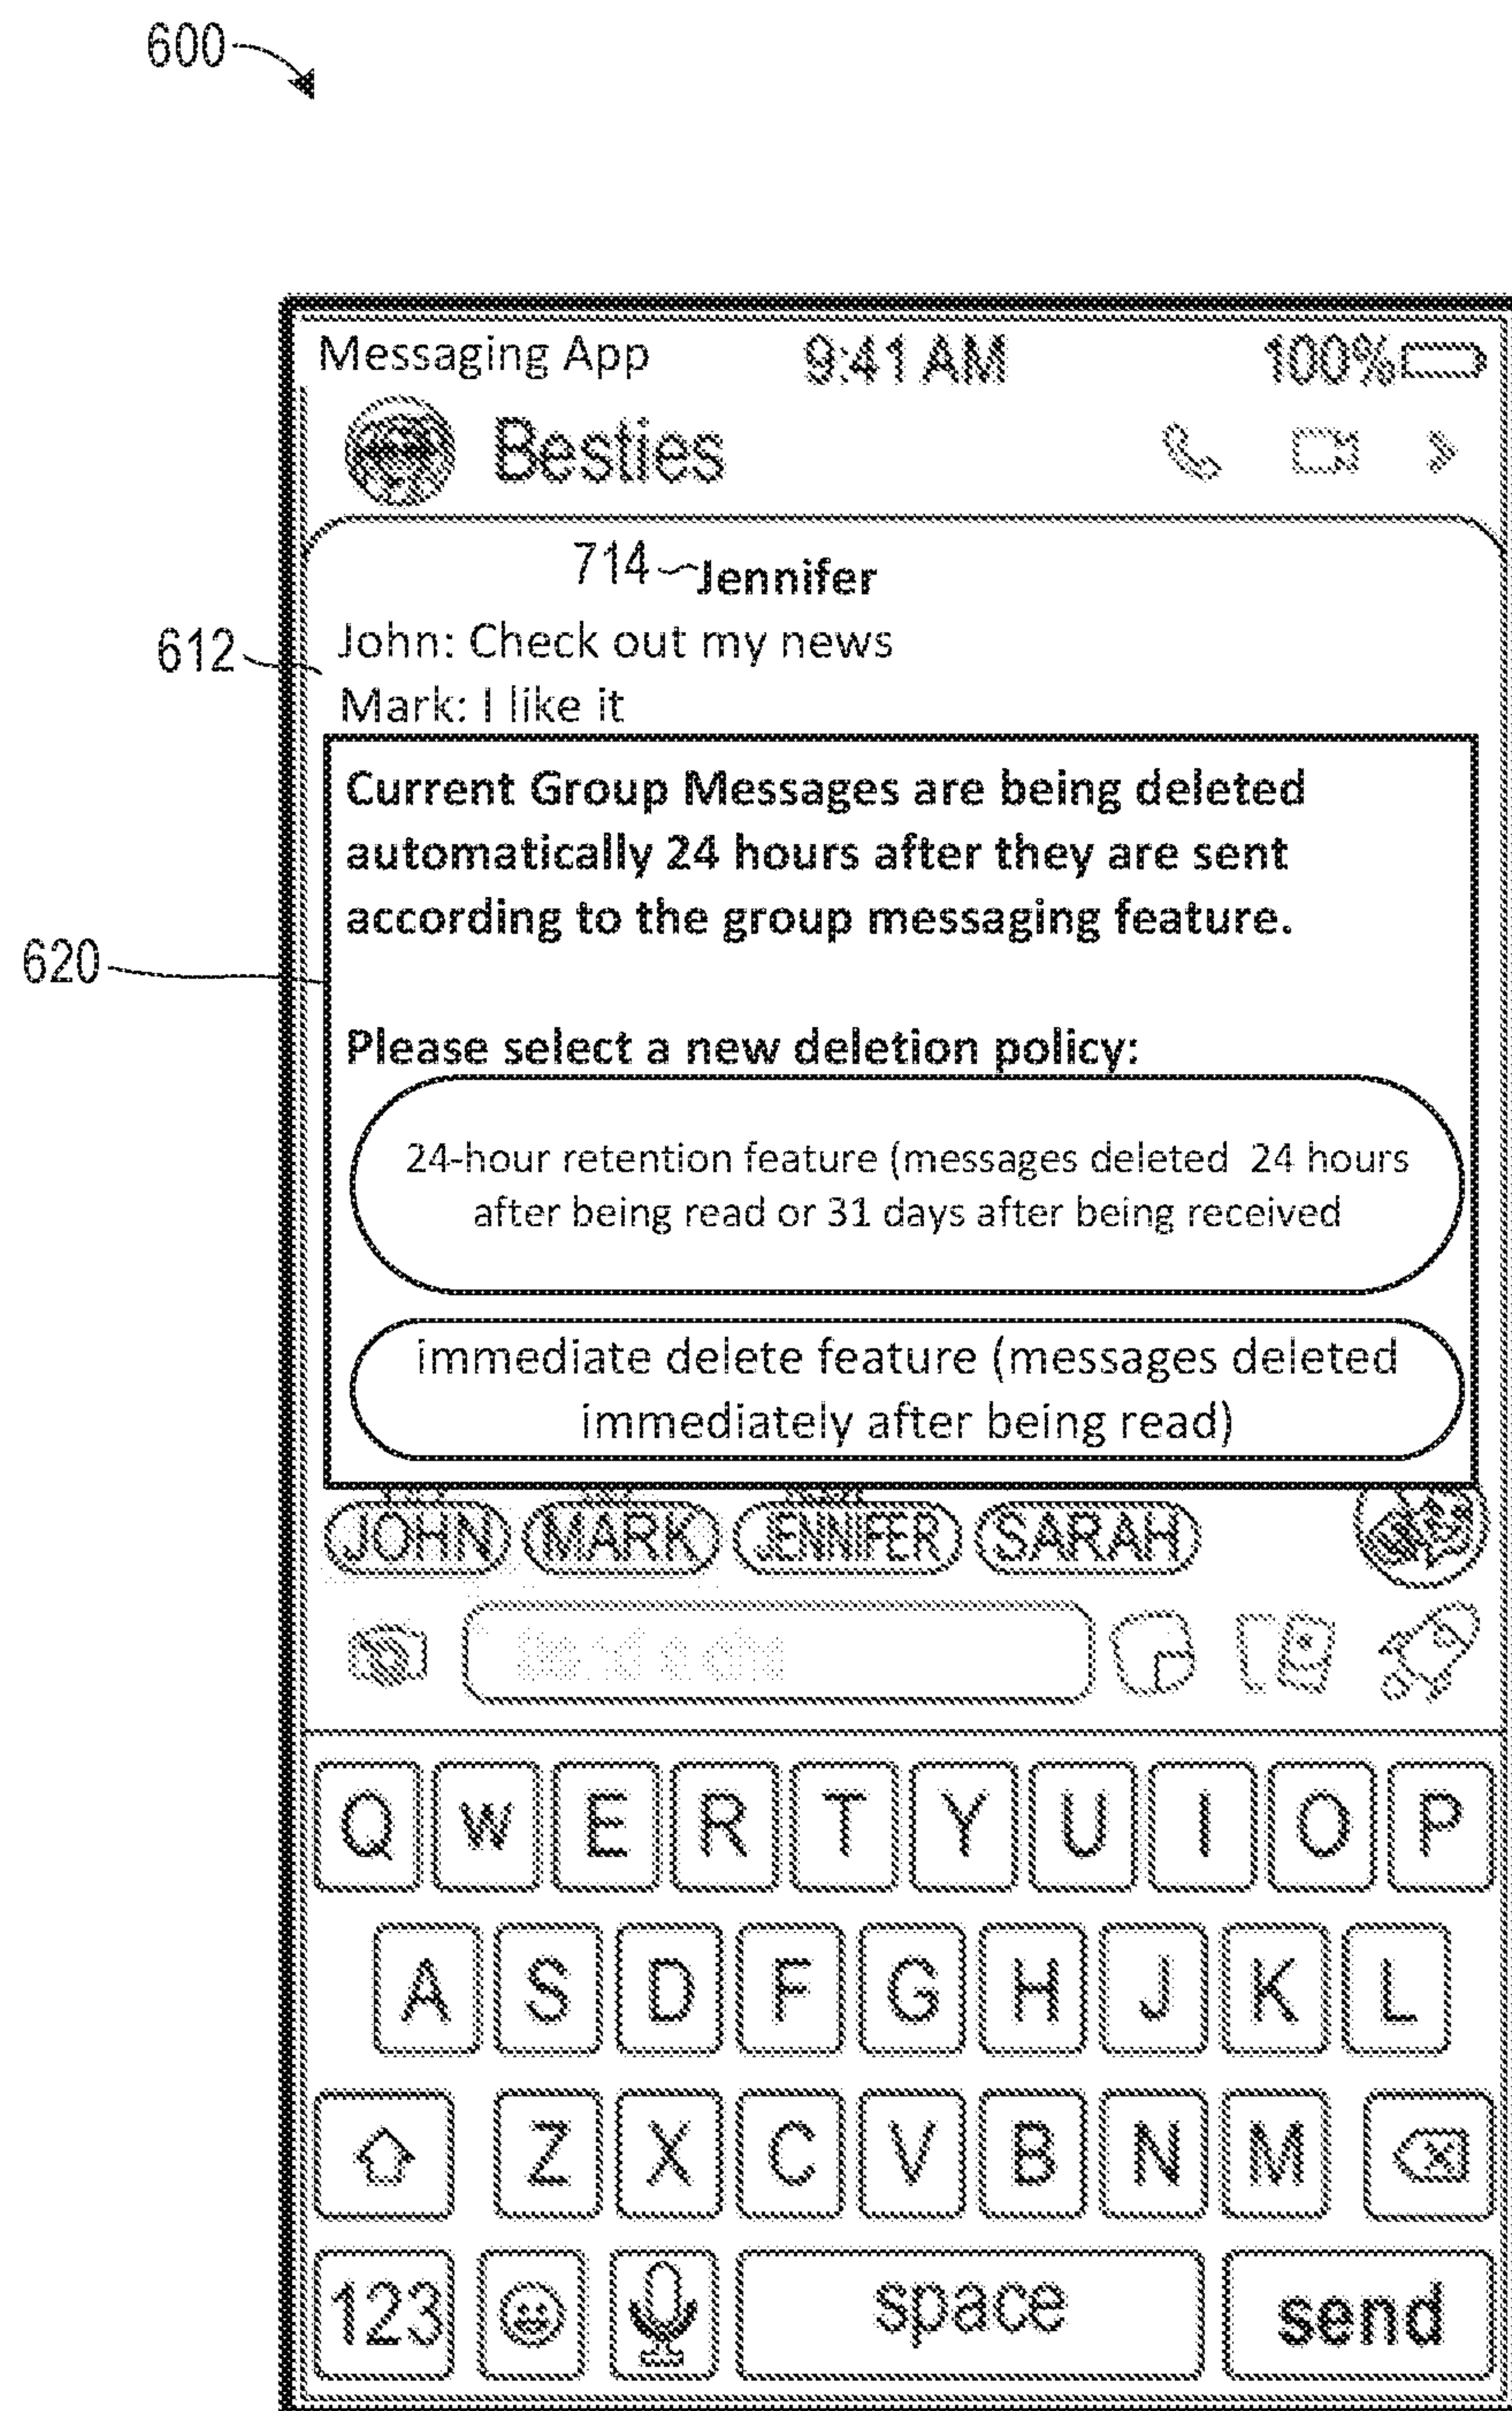 600
Messaging App 9:41 AM 100%
Besties
714 Jennifer
612 John: Check out my news
Mark: I like it
Current Group Messages are being deleted
automatically 24 hours after they are sent
according to the group messaging feature.
620
Please select a new deletion policy:
24-hour retention feature (messages deleted 24 hours
after being read or 31 days after being received
immediate delete feature (messages deleted
immediately after being read)
JOHN MARK JENNIFER SARAH
Send a
Q W E R T Y U I O P
A S D F G H J K L
Z X C V B N M
123 space send